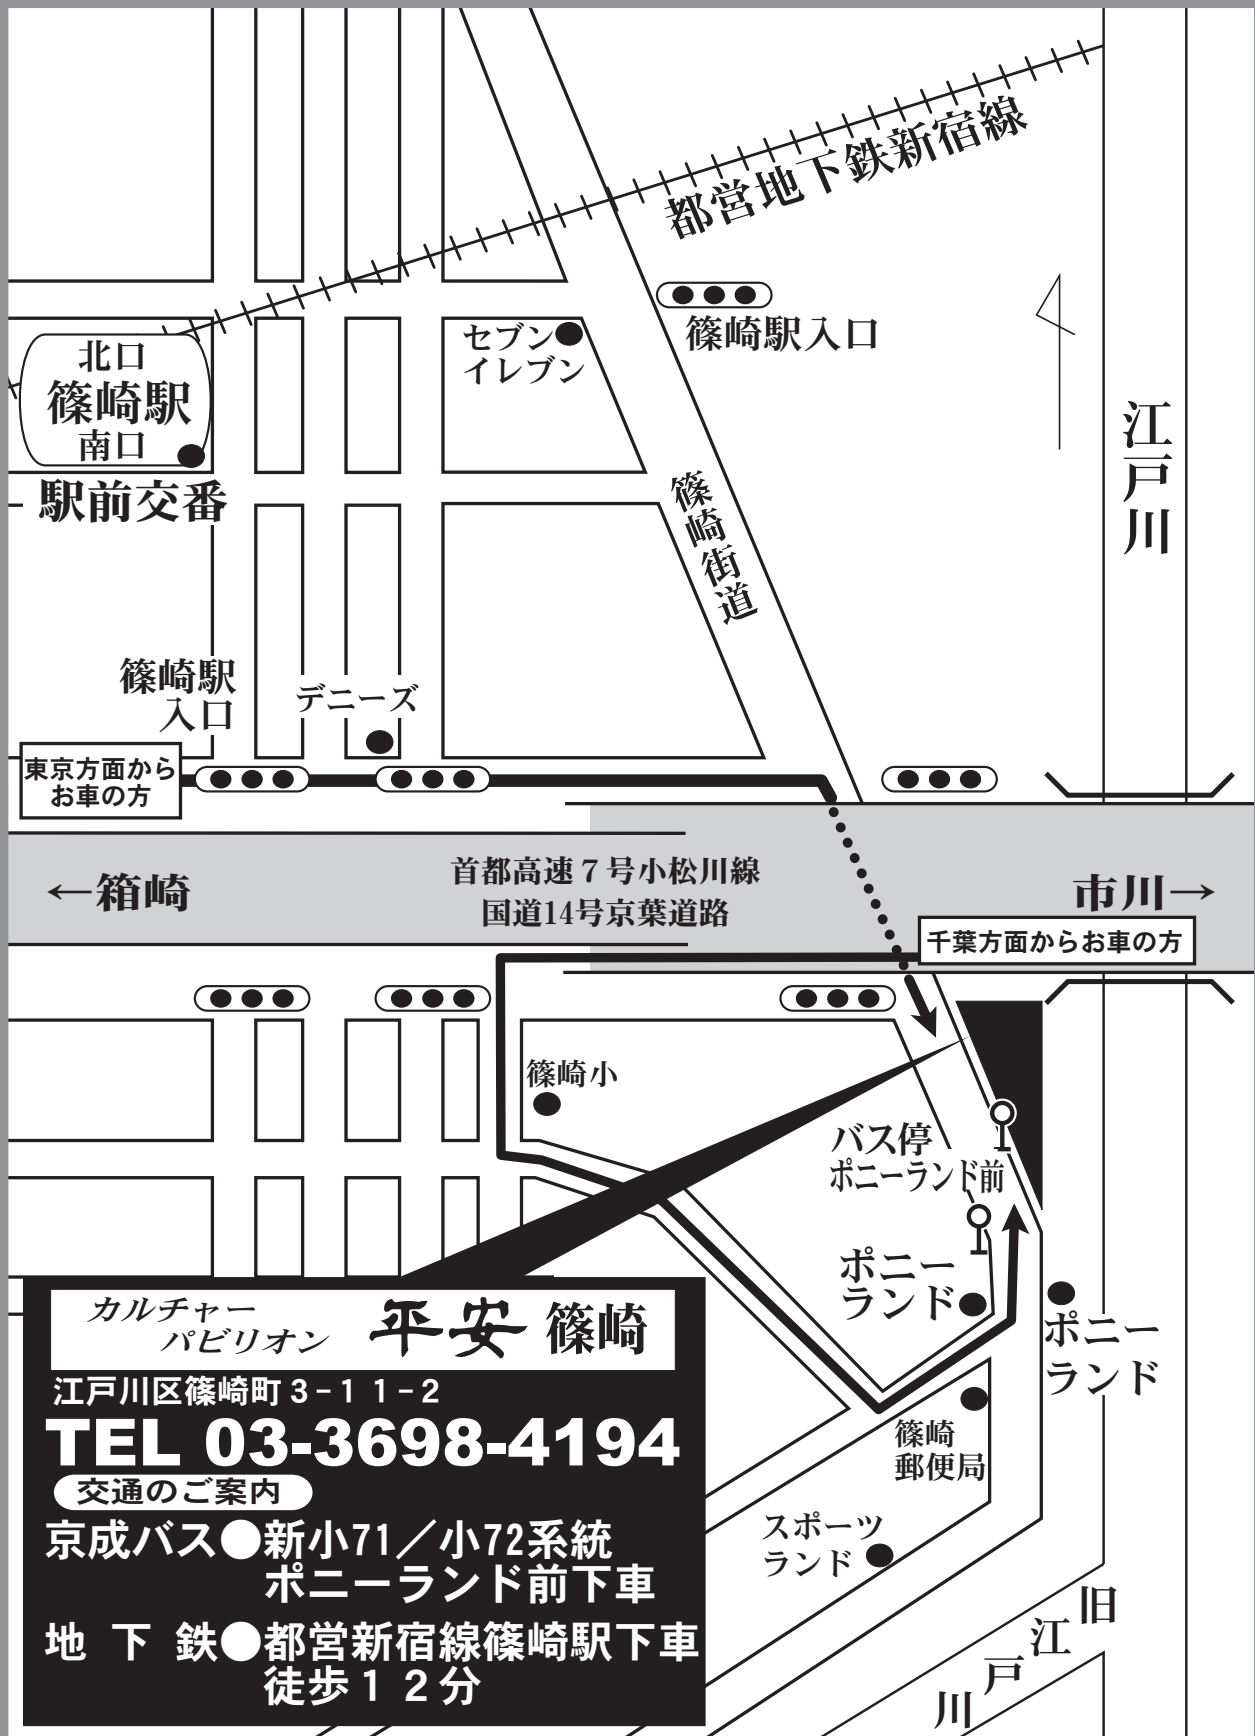 都営地下鉄新宿線
篠崎駅入口
セブン
イレブン
北口
篠崎駅
南口
駅前交番
江戸川
篠崎街道
篠崎駅
入口
デニーズ
東京方面から
お車の方
←箱崎
首都高速7号小松川線
国道14号京葉道路
市川→
千葉方面からお車の方
篠崎小
バス停
ポニーランド前
ポニー
ランド
ポニー
ランド
篠崎
郵便局
スポーツ
ランド
旧江戸川
カルチャー
パビリオン
平安 篠崎
江戸川区篠崎町3-11-2
TEL 03-3698-4194
交通のご案内
京成バス●新小71／小72系統
ポニーランド前下車
地下鉄●都営新宿線篠崎駅下車
徒歩12分